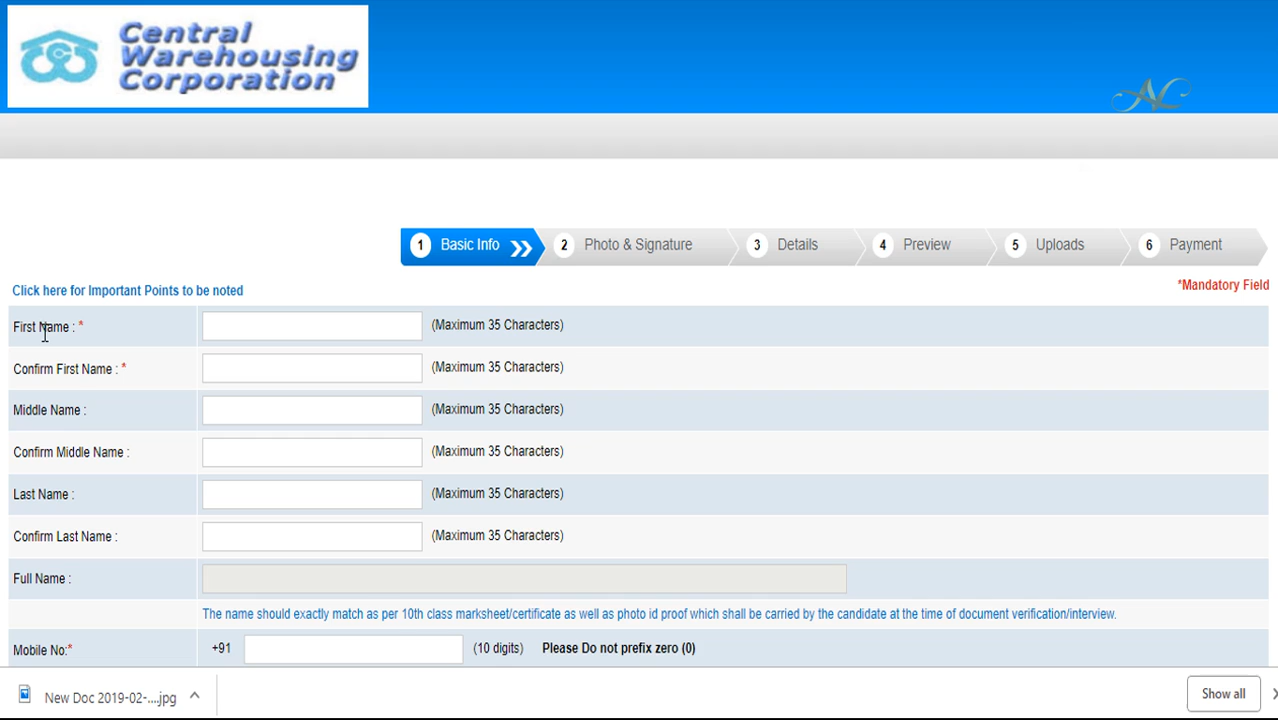 Central
Warehousing
Corporation
1 Basic Info 2 Photo & Signature 3 Details 4 Preview 5 Uploads 6 Payment
Click here for Important Points to be noted
*Mandatory Field
First Name : * (Maximum 35 Characters)
Confirm First Name : * (Maximum 35 Characters)
Middle Name : (Maximum 35 Characters)
Confirm Middle Name : (Maximum 35 Characters)
Last Name : (Maximum 35 Characters)
Confirm Last Name : (Maximum 35 Characters)
Full Name :
The name should exactly match as per 10th class marksheet/certificate as well as photo id proof which shall be carried by the candidate at the time of document verification/interview.
Mobile No:* +91 (10 digits) Please Do not prefix zero (0)
New Doc 2019-02-....jpg Show all